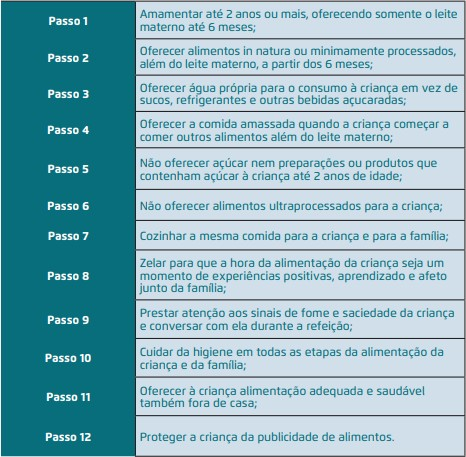 Passo 1
Amamentar até 2 anos ou mais, oferecendo somente o leite
materno até 6 meses;
Passo 2
Oferecer alimentos in natura ou minimamente processados,
além do leite materno, a partir dos 6 meses;
Passo 3
Oferecer água própria para o consumo à criança em vez de
sucos, refrigerantes e outras bebidas açucaradas;
Passo 4
Oferecer a comida amassada quando a criança começar a
comer outros alimentos além do leite materno;
Passo 5
Não oferecer açúcar nem preparações ou produtos que
contenham açúcar à criança até 2 anos de idade;
Passo 6
Não oferecer alimentos ultraprocessados para a criança;
Passo 7
Cozinhar a mesma comida para a criança e para a família;
Passo 8
Zelar para que a hora da alimentação da criança seja um
momento de experiências positivas, aprendizado e afeto
junto da família;
Passo 9
Prestar atenção aos sinais de fome e saciedade da criança
e conversar com ela durante a refeição;
Passo 10
Cuidar da higiene em todas as etapas da alimentação da
criança e da família;
Passo 11
Oferecer à criança alimentação adequada e saudável
também fora de casa;
Passo 12
Proteger a criança da publicidade de alimentos.